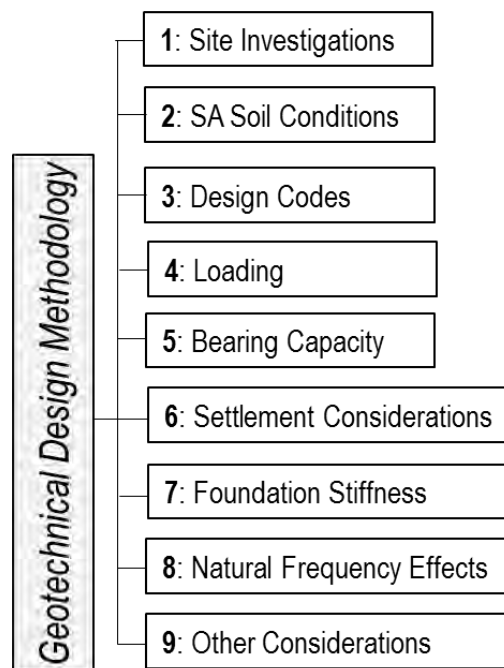 Geotechnical Design Methodology
1: Site Investigations
2: SA Soil Conditions
3: Design Codes
4: Loading
5: Bearing Capacity
6: Settlement Considerations
7: Foundation Stiffness
8: Natural Frequency Effects
9: Other Considerations